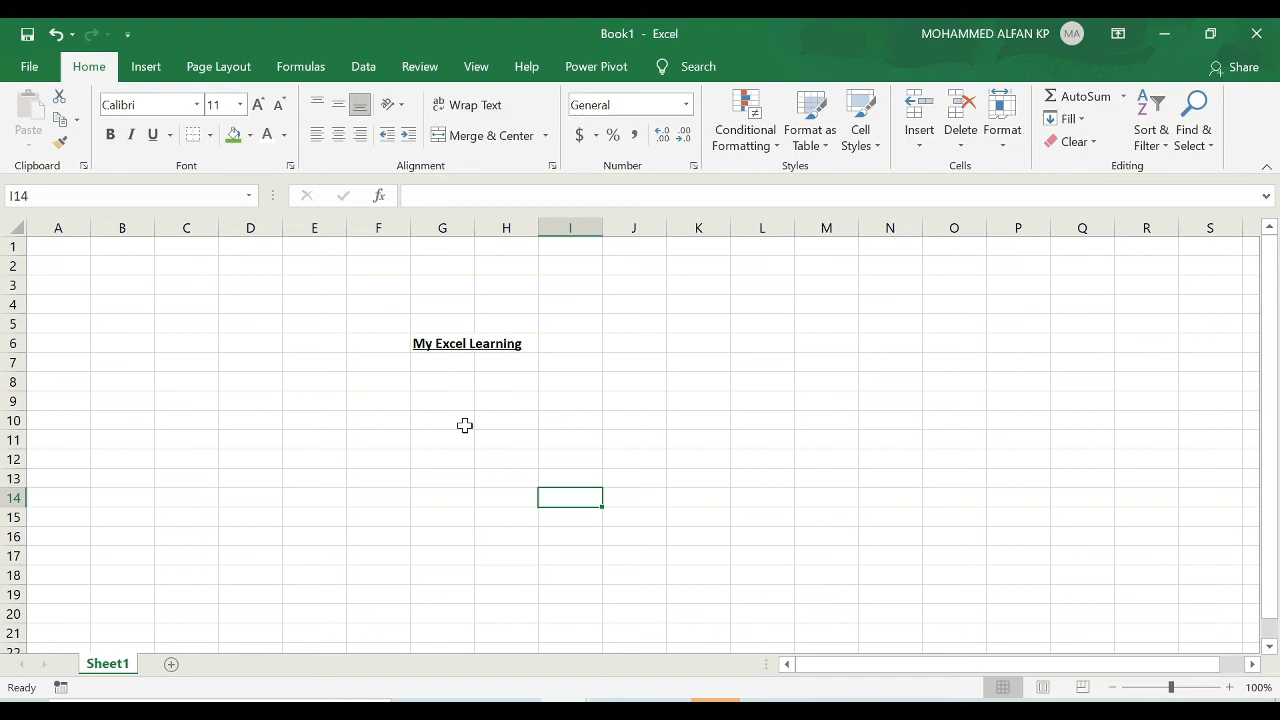 Book1 - Excel
MOHAMMED ALFAN KP MA
File Home Insert Page Layout Formulas Data Review View Help Power Pivot Search Share
Calibri 11 Wrap Text General AutoSum
Paste B I U Merge & Center $ % , Conditional Formatting Format as Table Cell Styles Insert Delete Format Fill Clear Sort & Filter Find & Select
Clipboard Font Alignment Number Styles Cells Editing
I14 fx
A B C D E F G H I J K L M N O P Q R S
1
2
3
4
5
6 My Excel Learning
7
8
9
10
11
12
13
14
15
16
17
18
19
20
21
22
Sheet1
Ready 100%